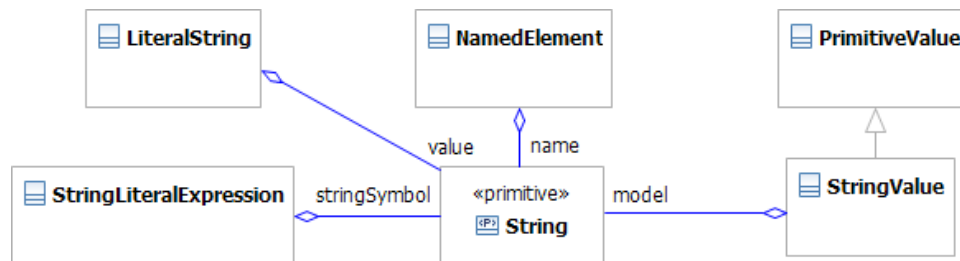 LiteralString
NamedElement
PrimitiveValue
value
name
StringLiteralExpression
stringSymbol
«primitive»
String
model
StringValue